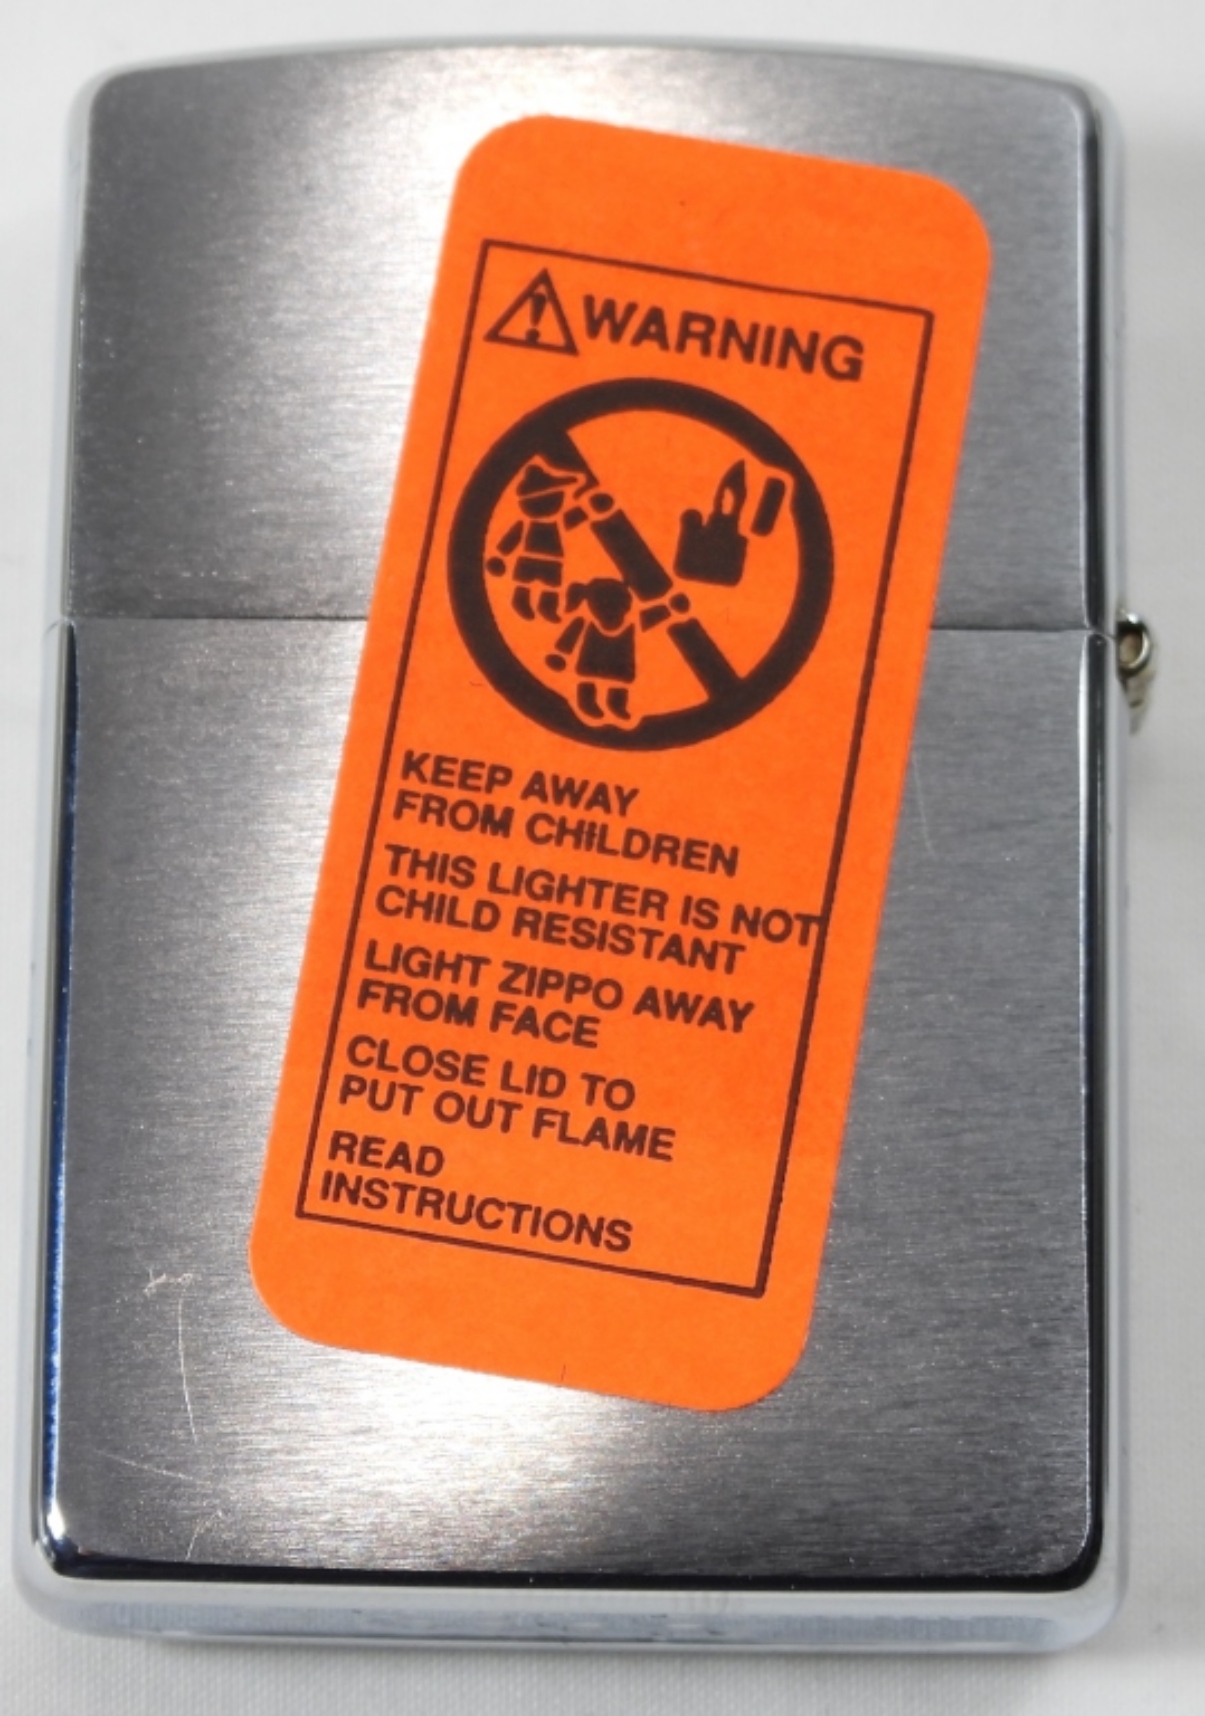 WARNING
KEEP AWAY
FROM CHILDREN
THIS LIGHTER IS NOT
CHILD RESISTANT
LIGHT ZIPPO AWAY
FROM FACE
CLOSE LID TO
PUT OUT FLAME
READ
INSTRUCTIONS